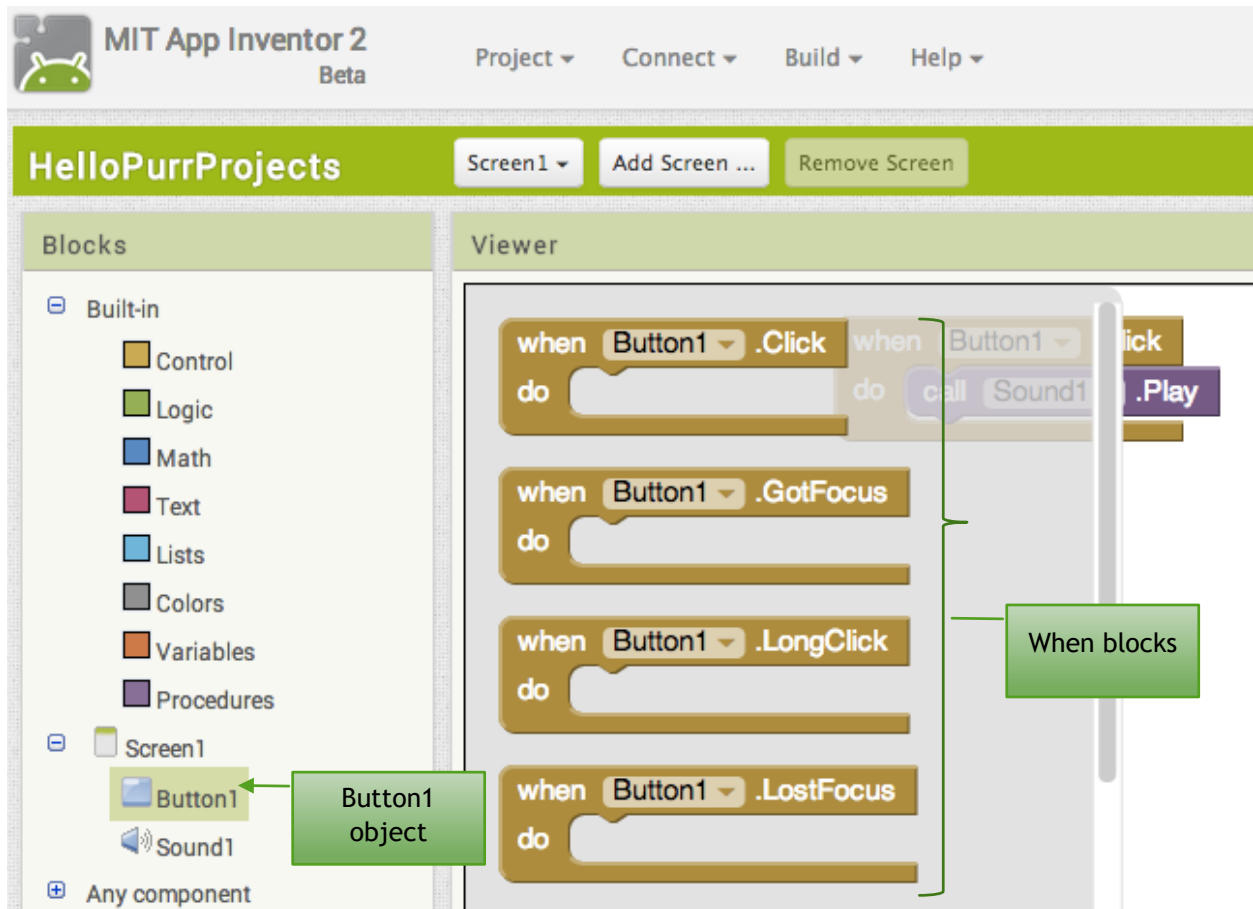 MIT App Inventor 2
Beta
Project Connect Build Help
HelloPurrProjects
Screen1 Add Screen ... Remove Screen
Blocks
Viewer
Built-in
Control
Logic
Math
Text
Lists
Colors
Variables
Procedures
Screen1
Button1
Sound1
Any component
Button1
object
when Button1 .Click
do
when Button1 .GotFocus
do
when Button1 .LongClick
do
when Button1 .LostFocus
do
when Button1 lick
do call Sound1 .Play
When blocks